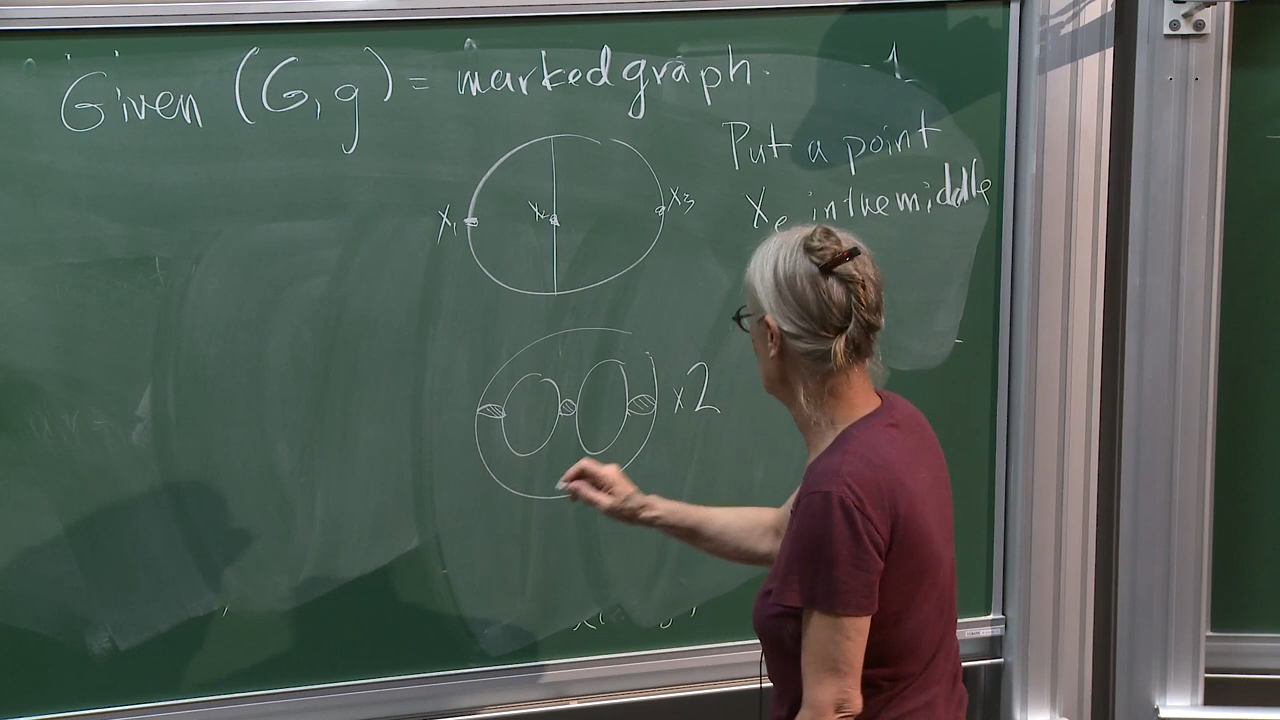 Given (G, g) = marked graph.
Put a point
x_e in the middle
x_1 x_2 x_3
x2